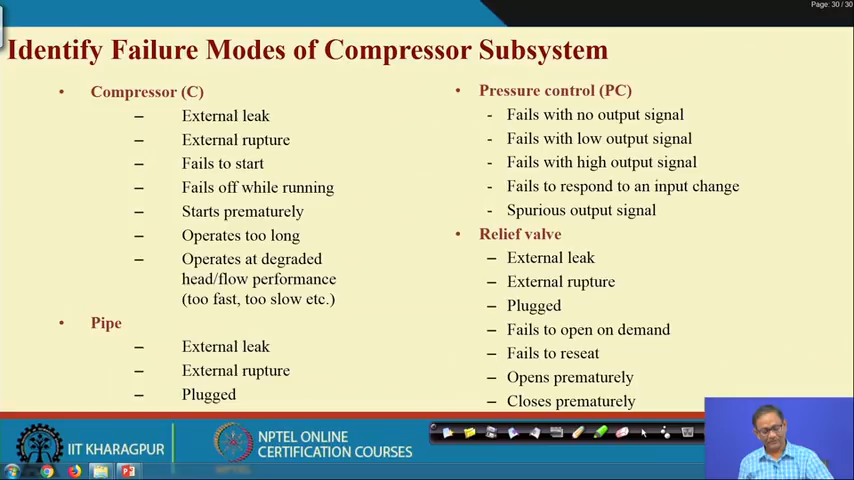 Page: 30 / 30
Identify Failure Modes of Compressor Subsystem
• Compressor (C)
– External leak
– External rupture
– Fails to start
– Fails off while running
– Starts prematurely
– Operates too long
– Operates at degraded
head/flow performance
(too fast, too slow etc.)
• Pipe
– External leak
– External rupture
– Plugged
• Pressure control (PC)
- Fails with no output signal
- Fails with low output signal
- Fails with high output signal
- Fails to respond to an input change
- Spurious output signal
• Relief valve
– External leak
– External rupture
– Plugged
– Fails to open on demand
– Fails to reseat
– Opens prematurely
– Closes prematurely
IIT KHARAGPUR
NPTEL ONLINE
CERTIFICATION COURSES